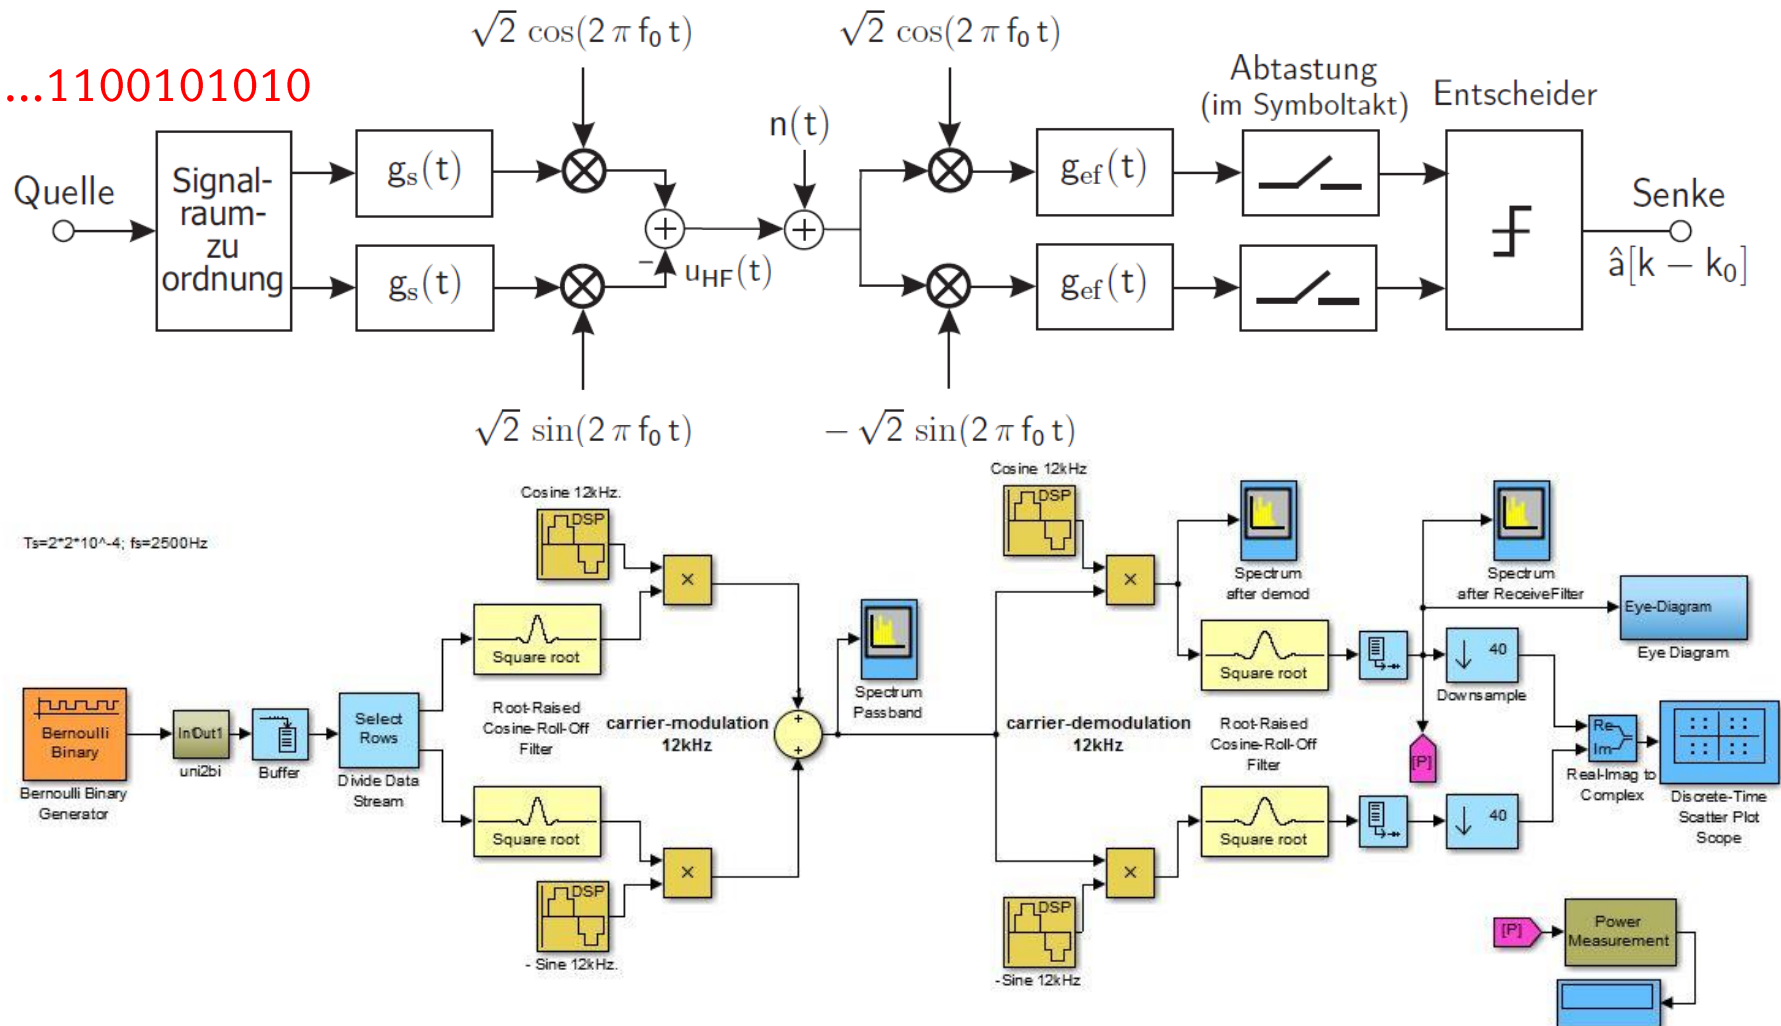 √2 cos(2 π f₀ t)
√2 cos(2 π f₀ t)
...1100101010
Abtastung
(im Symboltakt)
Entscheider
n(t)
Quelle
Signal-
raum-
zu
ordnung
gₛ(t)
gₛ(t)
+
−
+
u_HF(t)
g_ef(t)
g_ef(t)
Senke
â[k − k₀]
√2 sin(2 π f₀ t)
− √2 sin(2 π f₀ t)
Ts=2*2*10^-4; fs=2500Hz
Cosine 12kHz.
DSP
×
Cosine 12kHz
DSP
×
Spectrum
after demod
Spectrum
after ReceiveFilter
Eye-Diagram
Eye Diagram
Square root
Root-Raised
Cosine-Roll-Off
Filter
carrier-modulation
12kHz
Spectrum
Passband
carrier-demodulation
12kHz
Square root
Root-Raised
Cosine-Roll-Off
Filter
40
Downsample
Bernoulli
Binary
Bernoulli Binary
Generator
In1Out1
uni2bi
Buffer
Select
Rows
Divide Data
Stream
+
+
[P]
Re
Im
Real-Imag to
Complex
Discrete-Time
Scatter Plot
Scope
Square root
×
DSP
- Sine 12kHz.
×
DSP
-Sine 12kHz
Square root
40
[P]
Power
Measurement